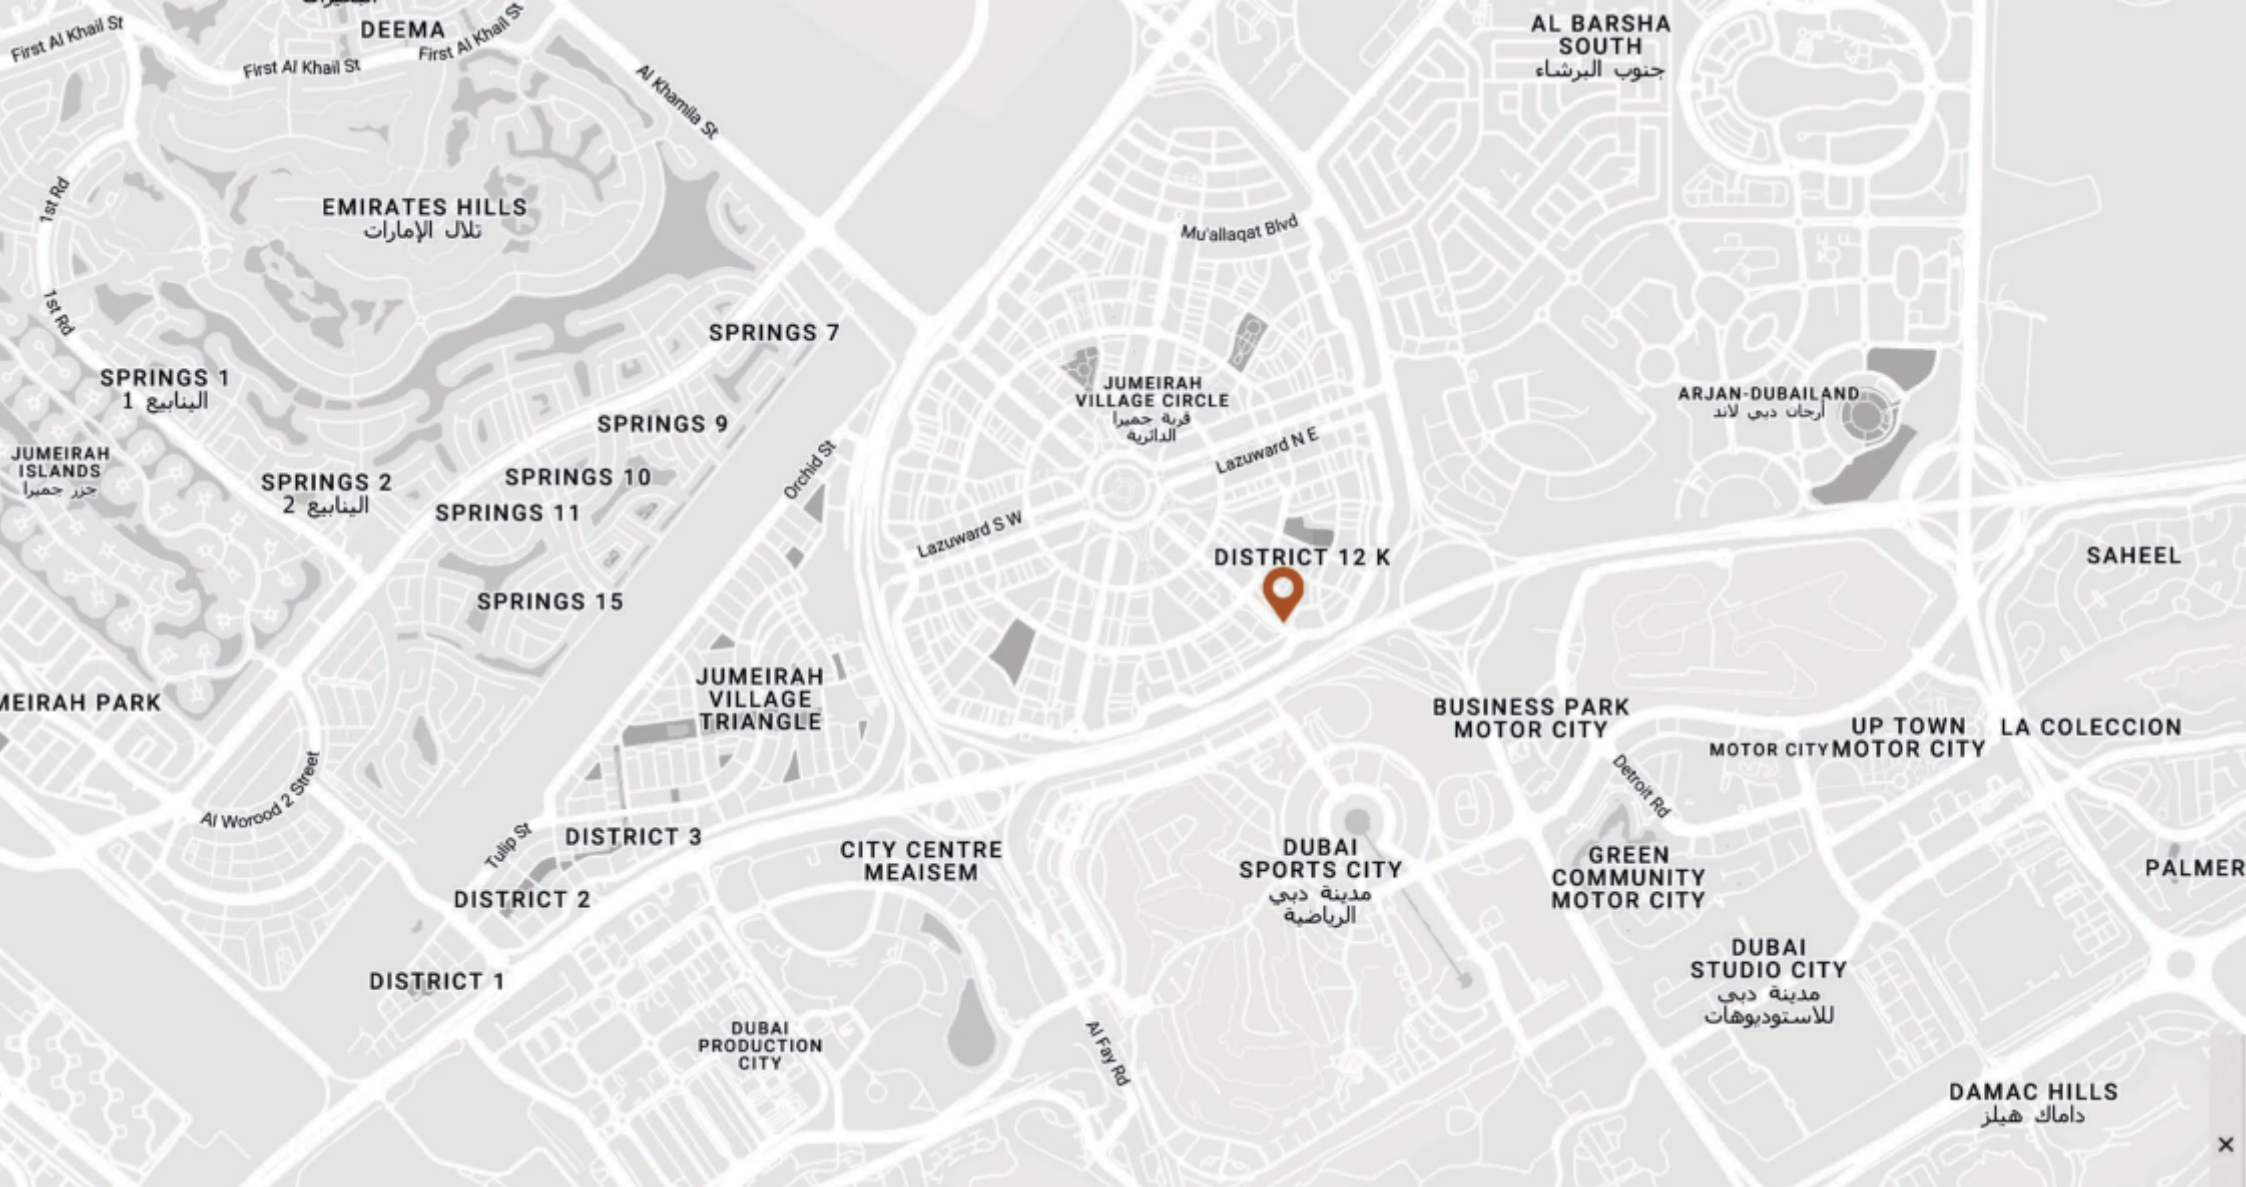 DEEMA
First Al Khail St
First Al Khail St
First Al Khail St
Al Khamila St
AL BARSHA
SOUTH
جنوب البرشاء
1st Rd
EMIRATES HILLS
تلال الإمارات
Mu'allaqat Blvd
1st Rd
SPRINGS 7
SPRINGS 1
الينابيع 1
JUMEIRAH
VILLAGE CIRCLE
قرية جميرا
الدائرية
ARJAN-DUBAILAND
أرجان دبي لاند
SPRINGS 9
Lazuward N E
JUMEIRAH
ISLANDS
جزر جميرا
Orchid St
SPRINGS 10
SPRINGS 2
الينابيع 2
SPRINGS 11
Lazuward S W
DISTRICT 12 K
SAHEEL
SPRINGS 15
JUMEIRAH
VILLAGE
TRIANGLE
MEIRAH PARK
BUSINESS PARK
MOTOR CITY
UP TOWN
MOTOR CITY
MOTOR CITY
LA COLECCION
Detroit Rd
Al Worood 2 Street
Tulip St
DISTRICT 3
CITY CENTRE
MEAISEM
DUBAI
SPORTS CITY
مدينة دبي
الرياضية
GREEN
COMMUNITY
MOTOR CITY
PALMER
DISTRICT 2
DUBAI
STUDIO CITY
مدينة دبي
للاستوديوهات
DISTRICT 1
DUBAI
PRODUCTION
CITY
Al Fay Rd
DAMAC HILLS
داماك هيلز